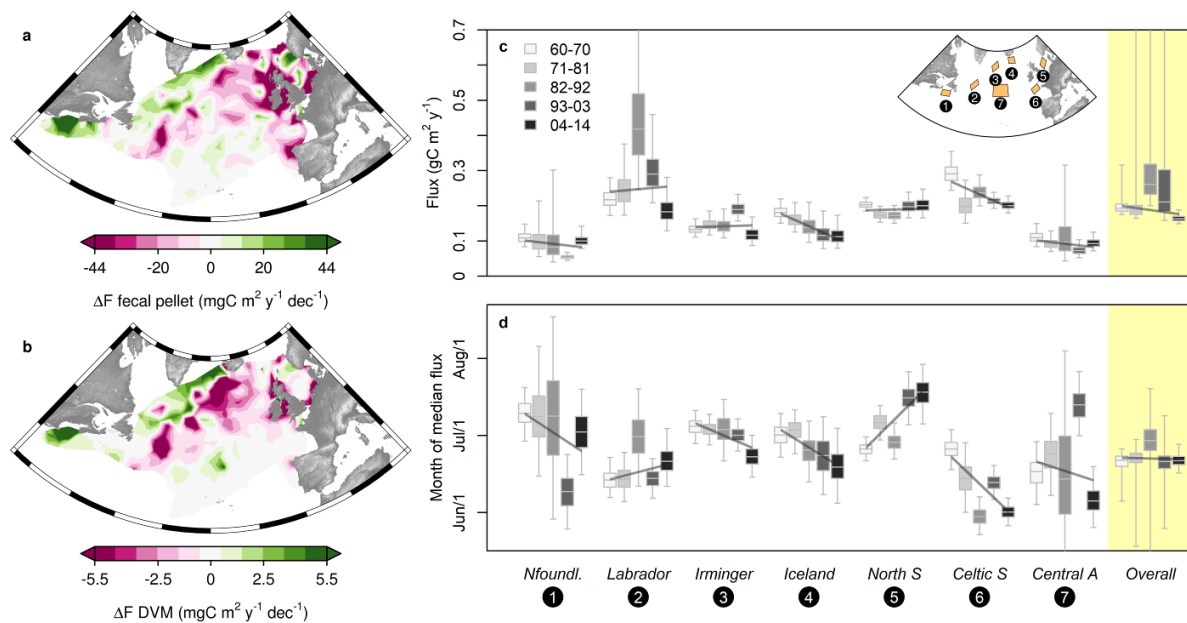 a
-44 -20 0 20 44
ΔF fecal pellet (mgC m² y⁻¹ dec⁻¹)
b
-5.5 -2.5 0 2.5 5.5
ΔF DVM (mgC m² y⁻¹ dec⁻¹)
c
Flux (gC m² y⁻¹)
0.7
0.5
0.3
0.2
0.1
0
60-70
71-81
82-92
93-03
04-14
1 2 3 4 5 6 7
d
Month of median flux
Aug/1
Jul/1
Jun/1
Nfoundl. Labrador Irminger Iceland North S Celtic S Central A Overall
1 2 3 4 5 6 7